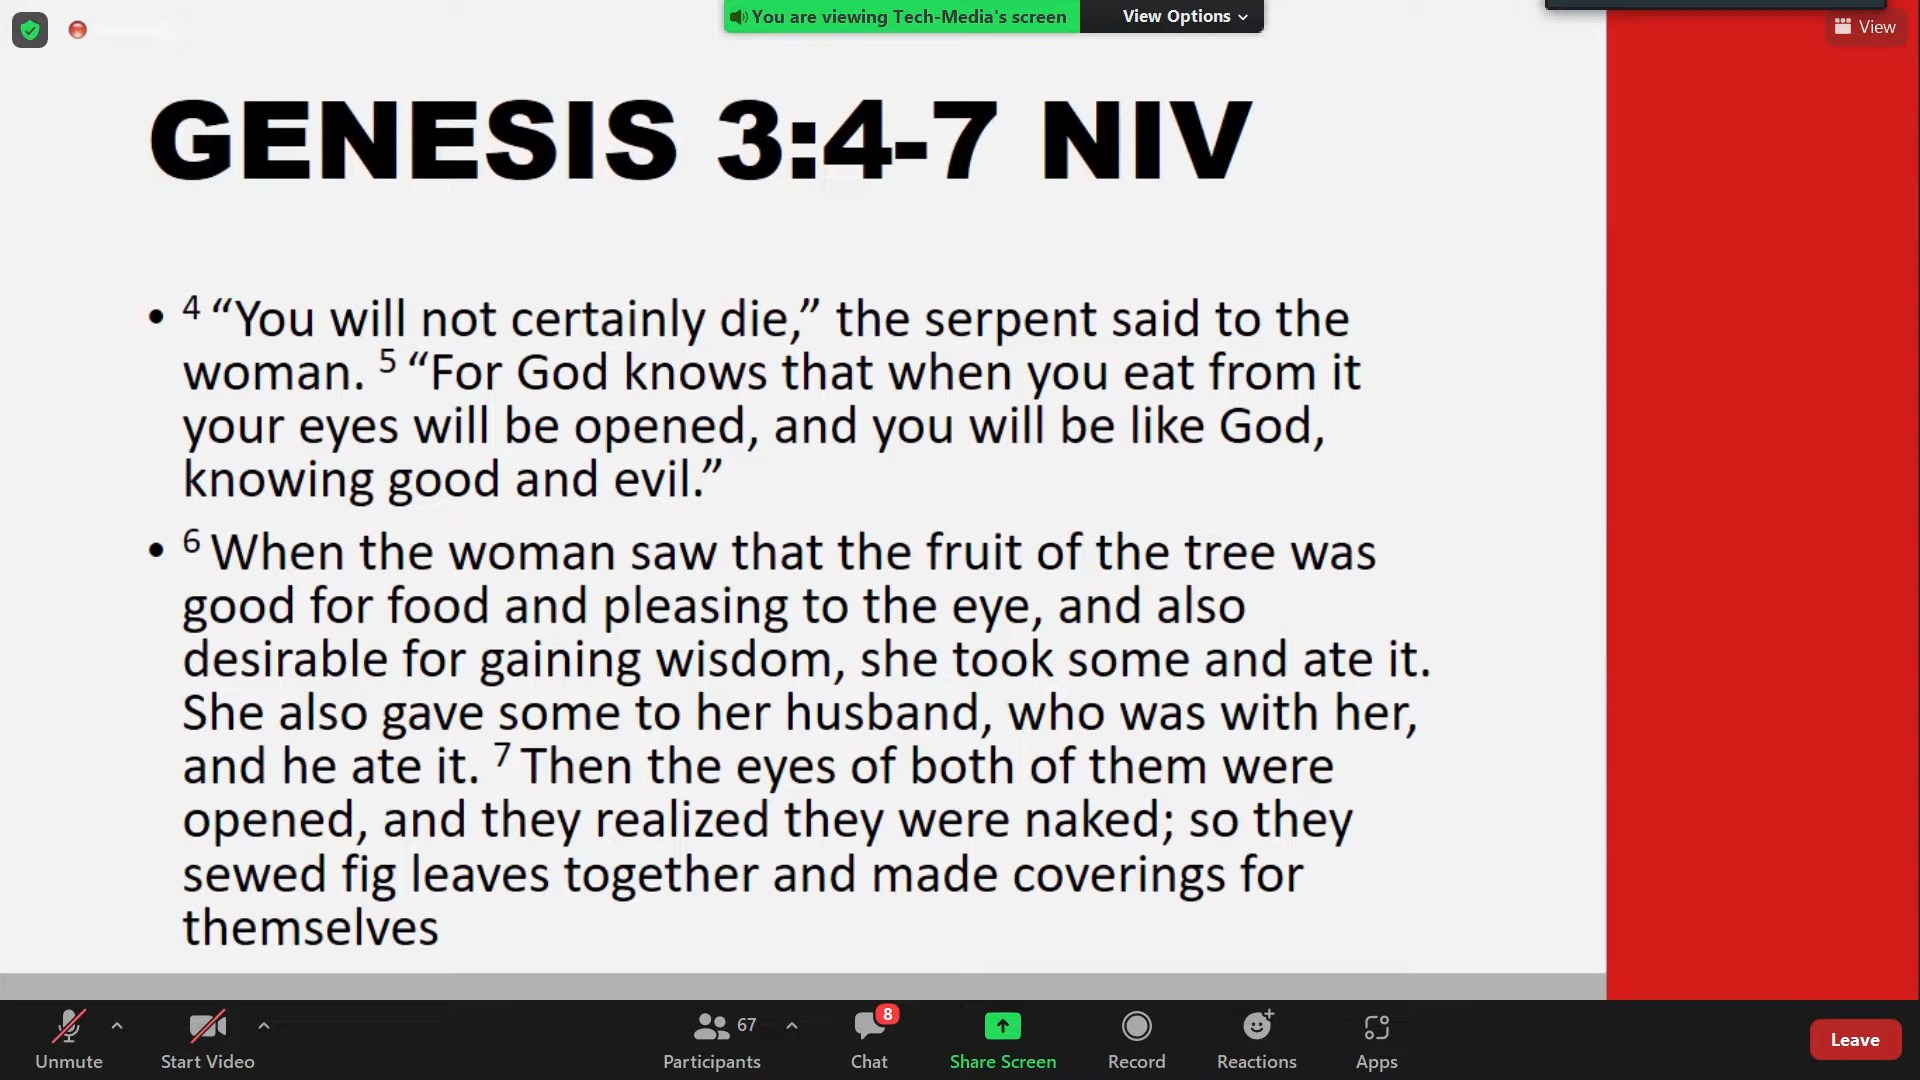 You are viewing Tech-Media's screen
View Options
View
GENESIS 3:4-7 NIV
• 4 “You will not certainly die,” the serpent said to the
woman. 5 “For God knows that when you eat from it
your eyes will be opened, and you will be like God,
knowing good and evil.”
• 6 When the woman saw that the fruit of the tree was
good for food and pleasing to the eye, and also
desirable for gaining wisdom, she took some and ate it.
She also gave some to her husband, who was with her,
and he ate it. 7 Then the eyes of both of them were
opened, and they realized they were naked; so they
sewed fig leaves together and made coverings for
themselves
Unmute
Start Video
67
Participants
8
Chat
Share Screen
Record
Reactions
Apps
Leave